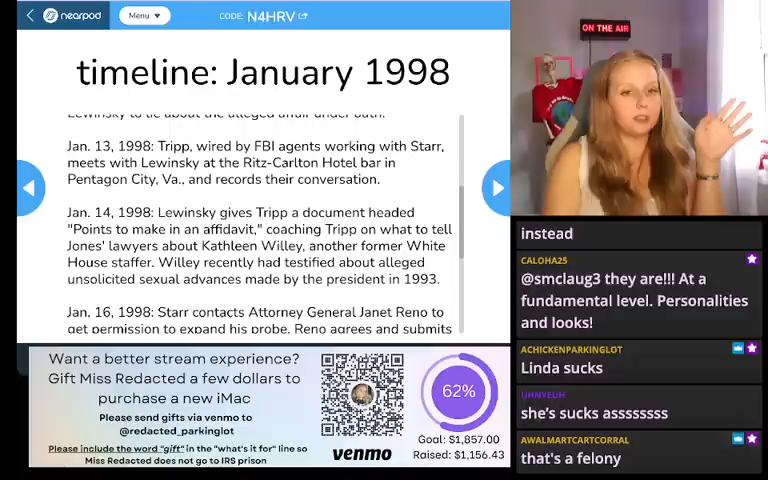 nearpod
Menu
CODE: N4HRV
ON THE AIR
timeline: January 1998
Lewinsky to lie about the alleged affair under oath.
Jan. 13, 1998: Tripp, wired by FBI agents working with Starr,
meets with Lewinsky at the Ritz-Carlton Hotel bar in
Pentagon City, Va., and records their conversation.
Jan. 14, 1998: Lewinsky gives Tripp a document headed
"Points to make in an affidavit," coaching Tripp on what to tell
Jones' lawyers about Kathleen Willey, another former White
House staffer. Willey recently had testified about alleged
unsolicited sexual advances made by the president in 1993.
Jan. 16, 1998: Starr contacts Attorney General Janet Reno to
get permission to expand his probe. Reno agrees and submits
instead
CALOHA25
@smclaug3 they are!!! At a
fundamental level. Personalities
and looks!
ACHICKENPARKINGLOT
Linda sucks
UHNYEUH
she's sucks assssssss
AWALMARTCARTCORRAL
that's a felony
Want a better stream experience?
Gift Miss Redacted a few dollars to
purchase a new iMac
Please send gifts via venmo to
@redacted_parkinglot
Please include the word "gift" in the "what's it for" line so
Miss Redacted does not go to IRS prison
venmo
62%
Goal: $1,857.00
Raised: $1,156.43